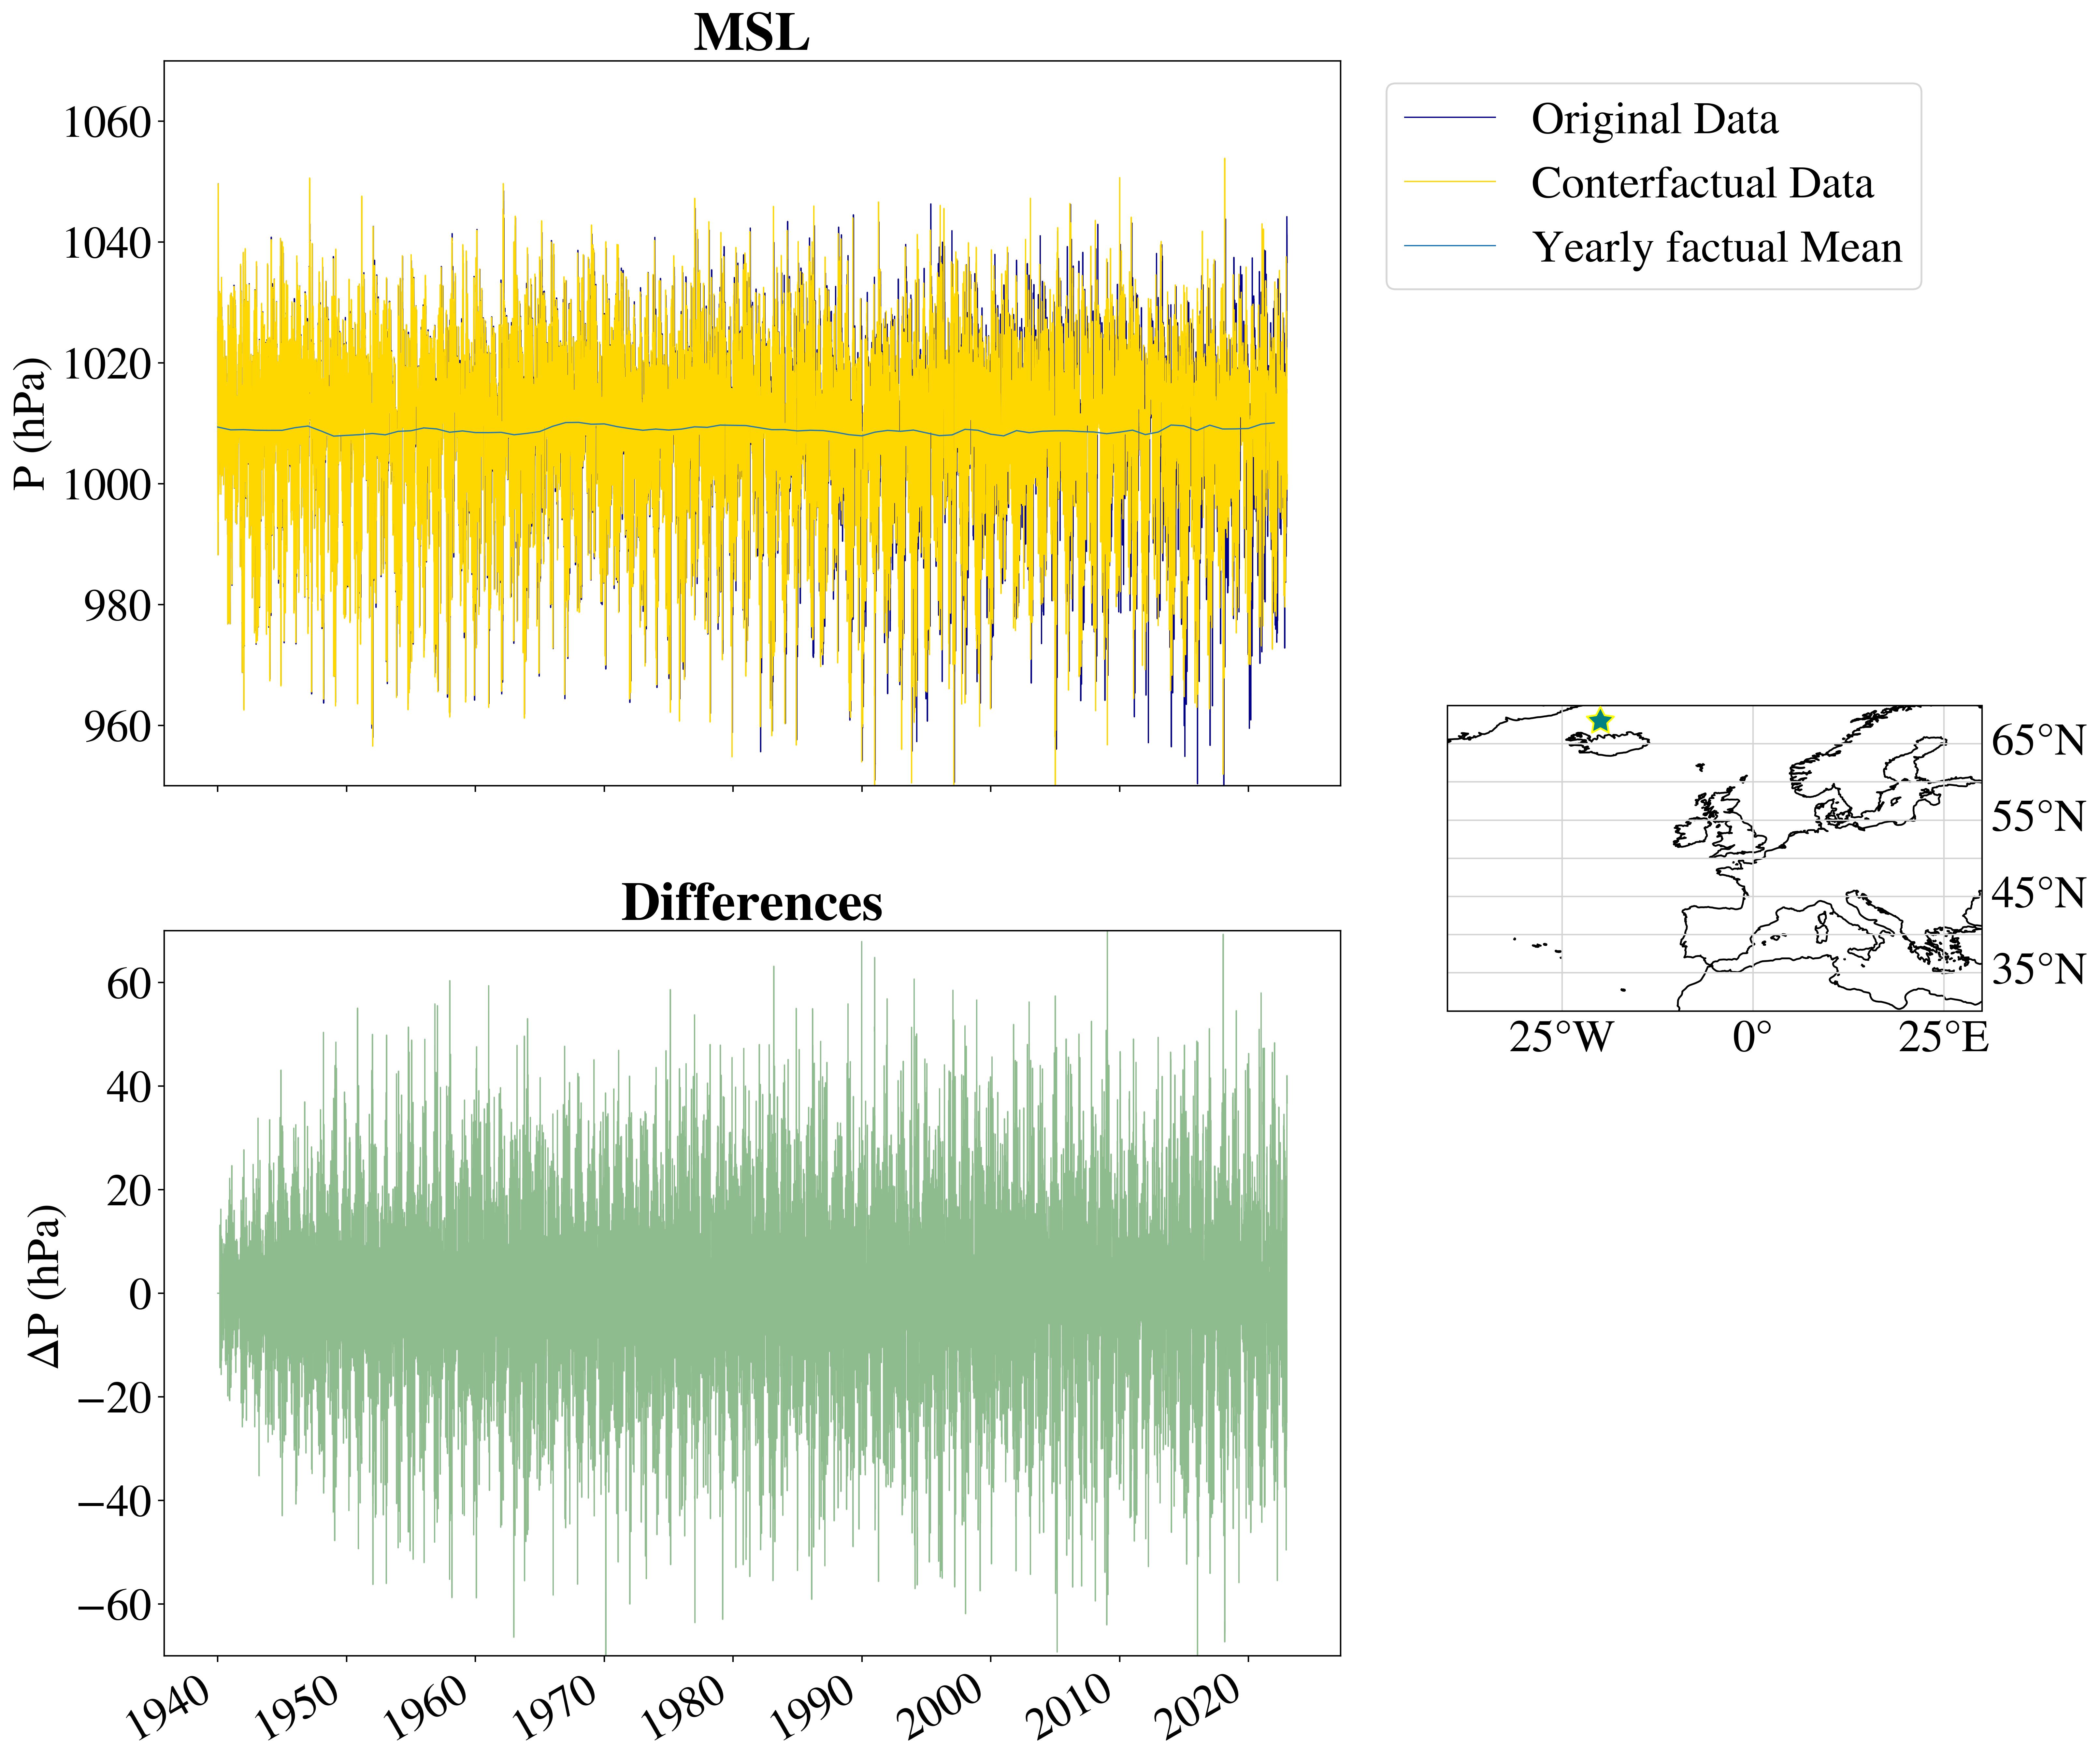 MSL
1060
1040
1020
1000
980
960
P (hPa)
Original Data
Conterfactual Data
Yearly factual Mean
65°N
55°N
45°N
35°N
25°W 0° 25°E
Differences
60
40
20
0
−20
−40
−60
ΔP (hPa)
1940 1950 1960 1970 1980 1990 2000 2010 2020